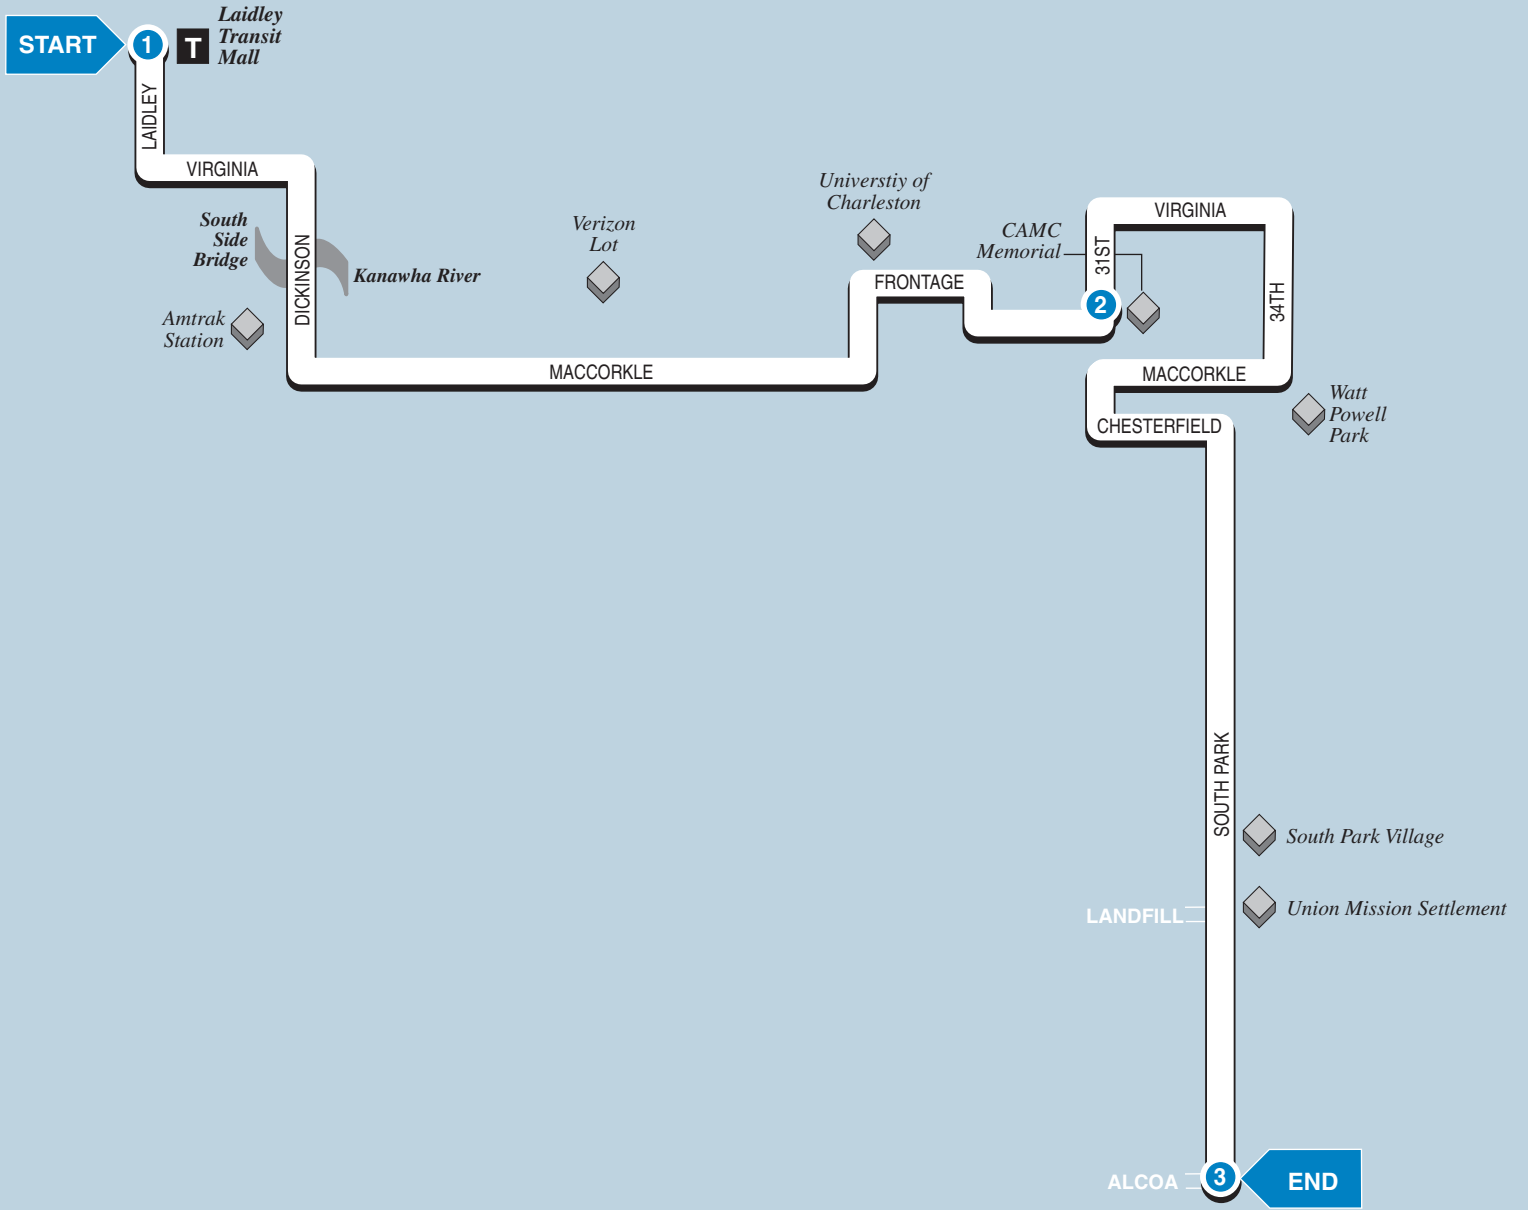 START
1
T
Laidley
Transit
Mall
LAIDLEY
VIRGINIA
South
Side
Bridge
DICKINSON
Kanawha River
Amtrak
Station
Verizon
Lot
MACCORKLE
Universtiy of
Charleston
FRONTAGE
CAMC
Memorial
31ST
2
VIRGINIA
34TH
MACCORKLE
Watt
Powell
Park
CHESTERFIELD
SOUTH PARK
South Park Village
LANDFILL
Union Mission Settlement
ALCOA
3
END